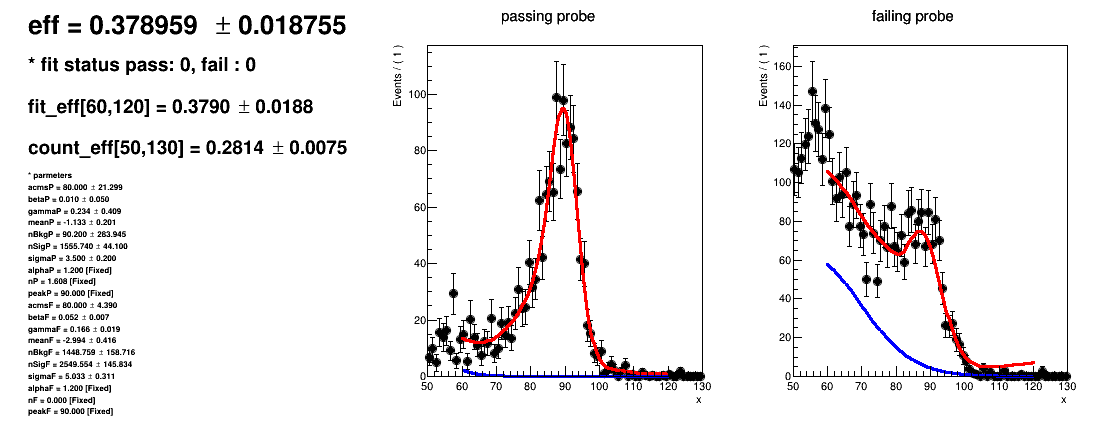 eff = 0.378959 ± 0.018755
* fit status pass: 0, fail : 0
fit_eff[60,120] = 0.3790 ± 0.0188
count_eff[50,130] = 0.2814 ± 0.0075
* parmeters
acmsP = 80.000 ± 21.299
betaP = 0.010 ± 0.050
gammaP = 0.234 ± 0.409
meanP = -1.133 ± 0.201
nBkgP = 90.200 ± 283.945
nSigP = 1555.740 ± 44.100
sigmaP = 3.500 ± 0.200
alphaP = 1.200 [Fixed]
nP = 1.608 [Fixed]
peakP = 90.000 [Fixed]
acmsF = 80.000 ± 4.390
betaF = 0.052 ± 0.007
gammaF = 0.166 ± 0.019
meanF = -2.994 ± 0.416
nBkgF = 1448.759 ± 158.716
nSigF = 2549.554 ± 145.834
sigmaF = 5.033 ± 0.311
alphaF = 1.200 [Fixed]
nF = 0.000 [Fixed]
peakF = 90.000 [Fixed]
passing probe
Events / ( 1 )
100
80
60
40
20
0
50 60 70 80 90 100 110 120 130
x
failing probe
Events / ( 1 )
160
140
120
100
80
60
40
20
0
50 60 70 80 90 100 110 120 130
x